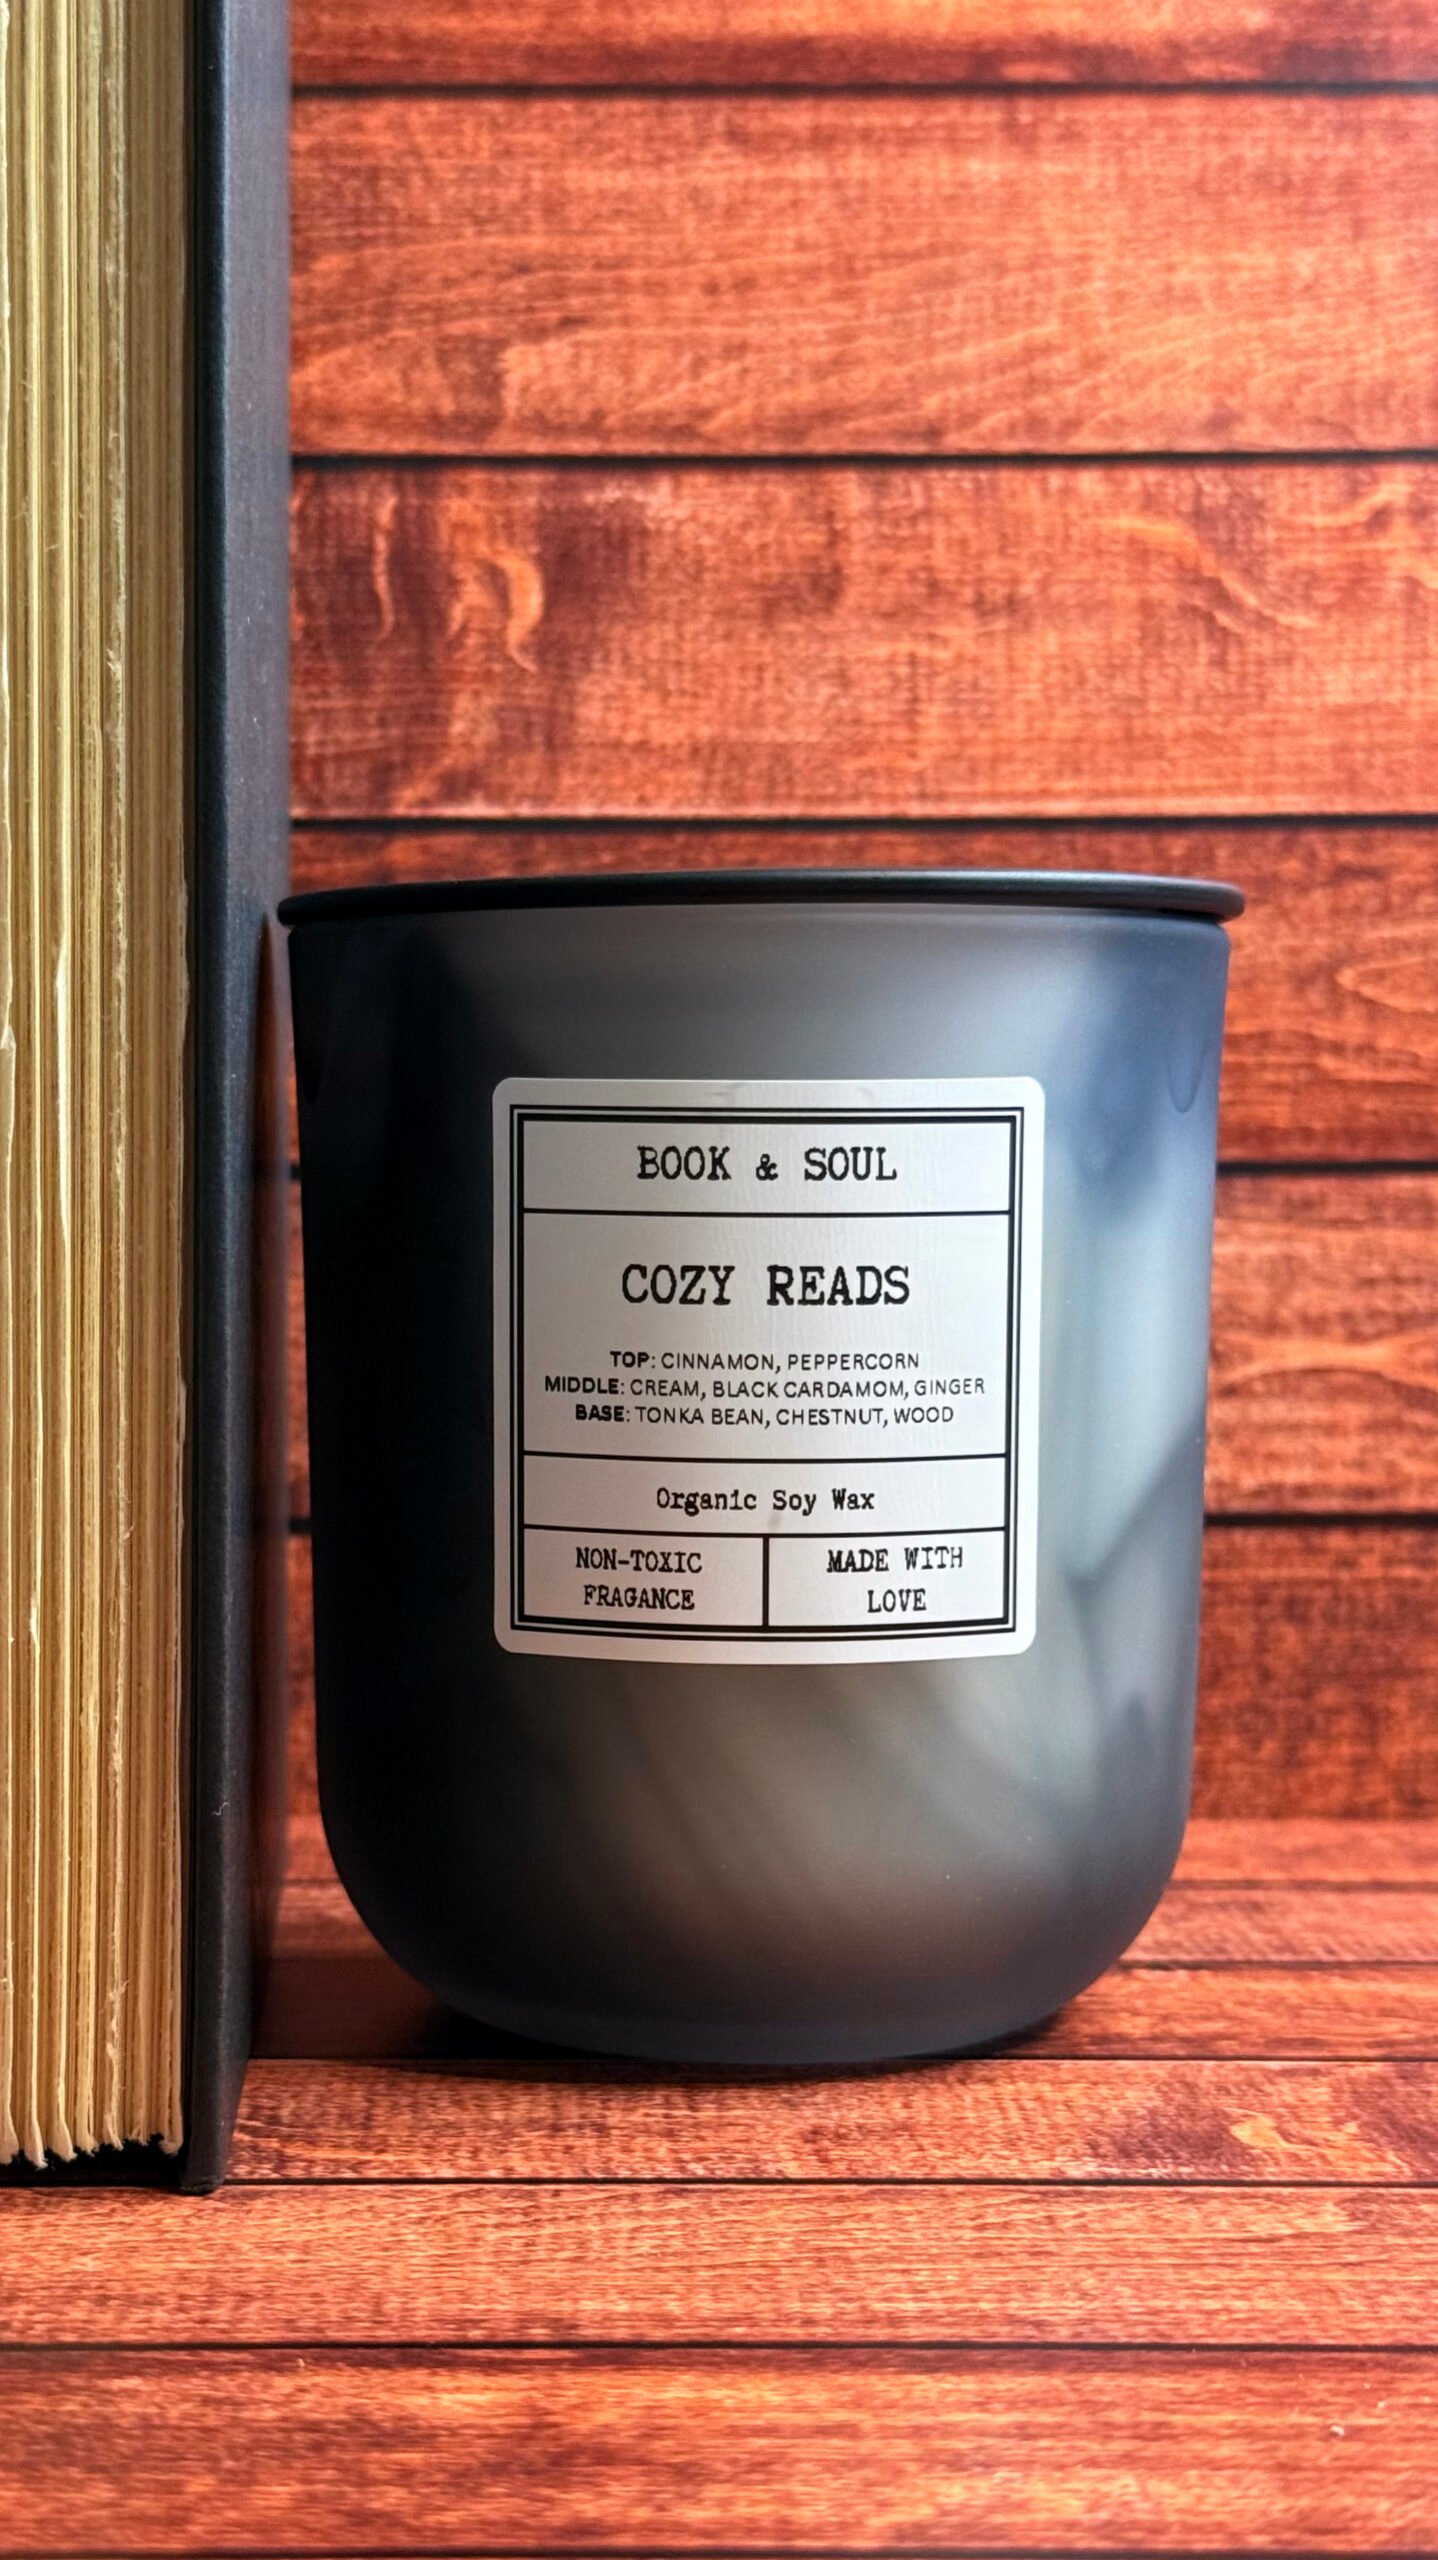 BOOK & SOUL
COZY READS
TOP: CINNAMON, PEPPERCORN
MIDDLE: CREAM, BLACK CARDAMOM, GINGER
BASE: TONKA BEAN, CHESTNUT, WOOD
Organic Soy Wax
NON-TOXIC
FRAGANCE
MADE WITH
LOVE